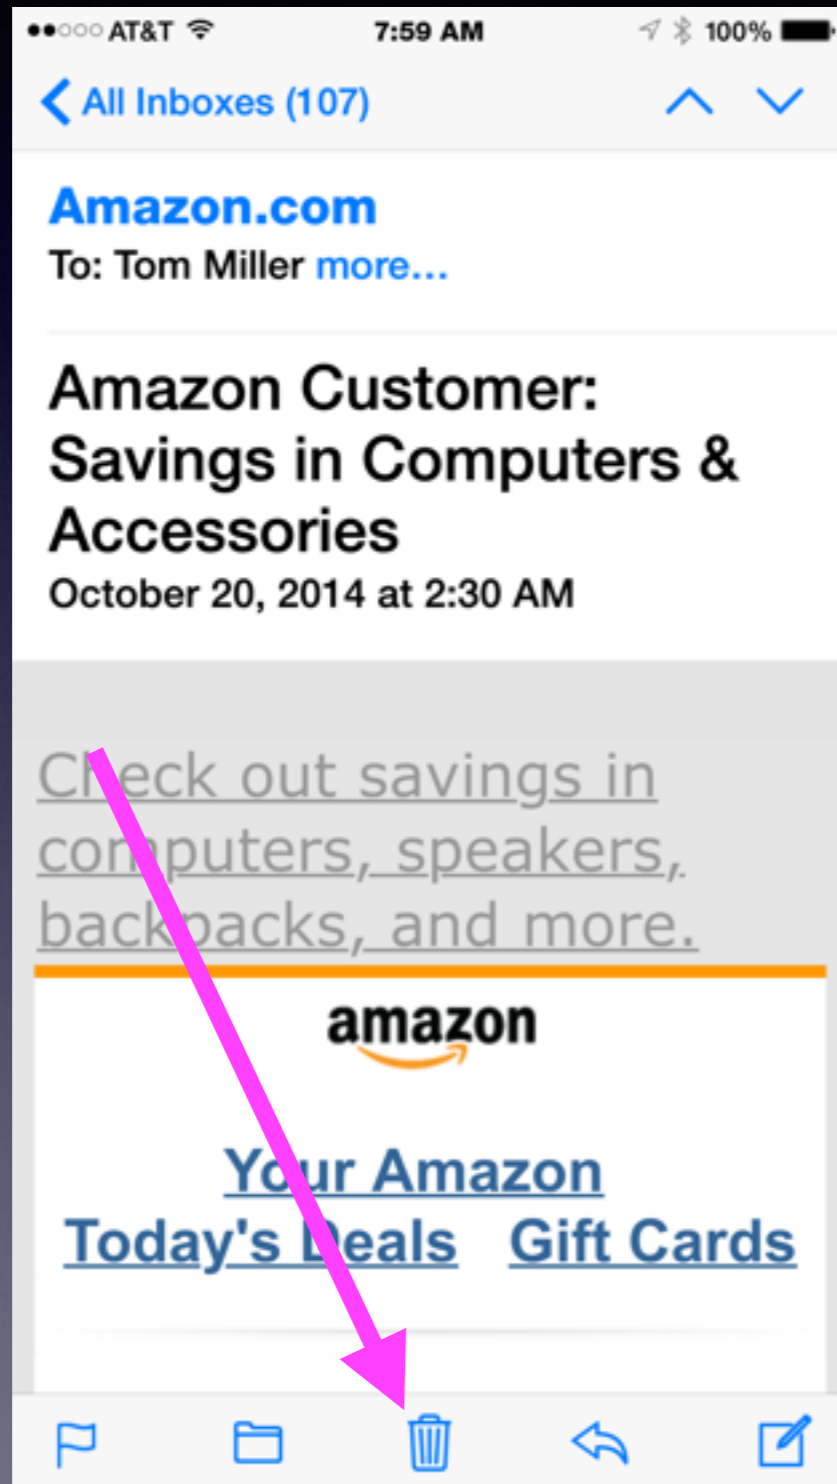 AT&T 7:59 AM 100%
All Inboxes (107)
Amazon.com
To: Tom Miller more...
Amazon Customer:
Savings in Computers &
Accessories
October 20, 2014 at 2:30 AM
Check out savings in
computers, speakers,
backpacks, and more.
amazon
Your Amazon
Today's Deals Gift Cards